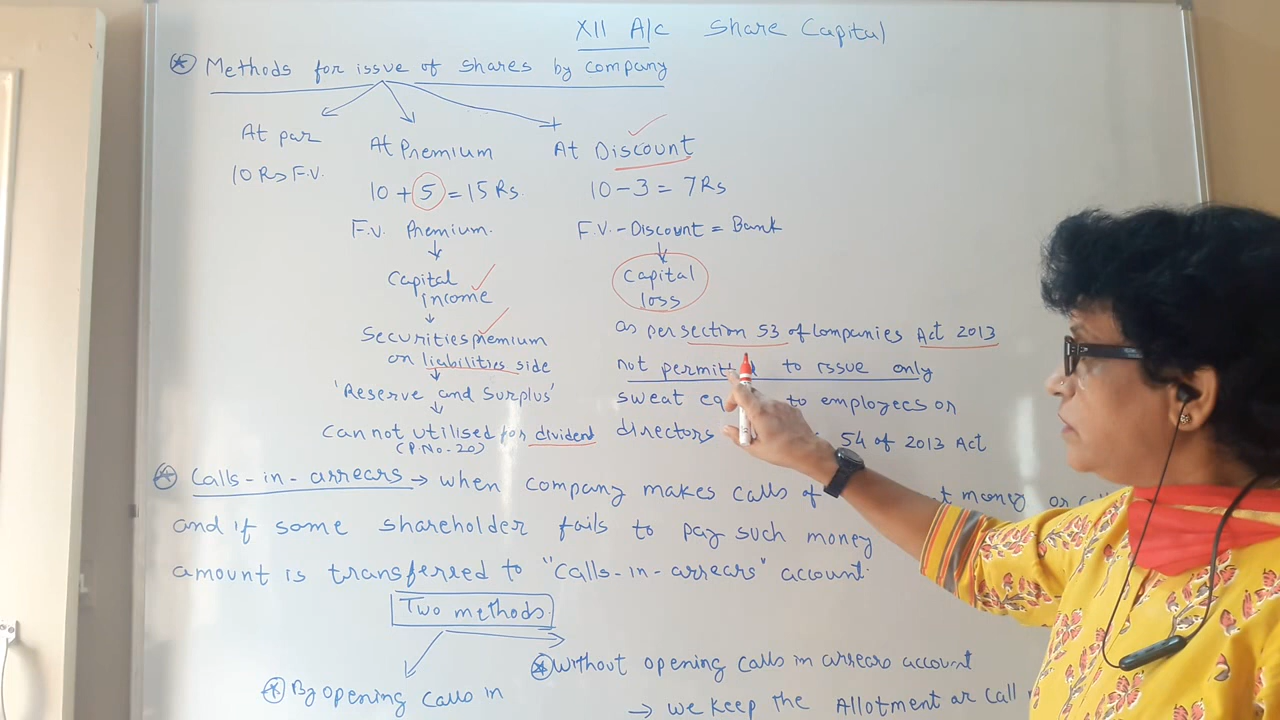 XII A/c Share Capital
Methods for issue of shares by company
At par
At Premium
At Discount
10 Rs F.V.
10 + 5 = 15 Rs.
10 - 3 = 7 Rs
F.V. Premium.
F.V. - Discount = Bank
Capital income
Capital loss
Securities premium
on liabilities side
'Reserve and Surplus'
Cannot utilised for dividend
(P.No. 20)
as per section 53 of Companies Act 2013
not permitted to issue only
sweat to employees or
directors 54 of 2013 Act
Calls-in-arrears → when company makes calls of money or
and if some shareholder fails to pay such money
amount is transferred to "Calls-in-arrears" account.
Two methods
By opening Calls in
Without opening calls in arrears account
→ we keep the Allotment or call